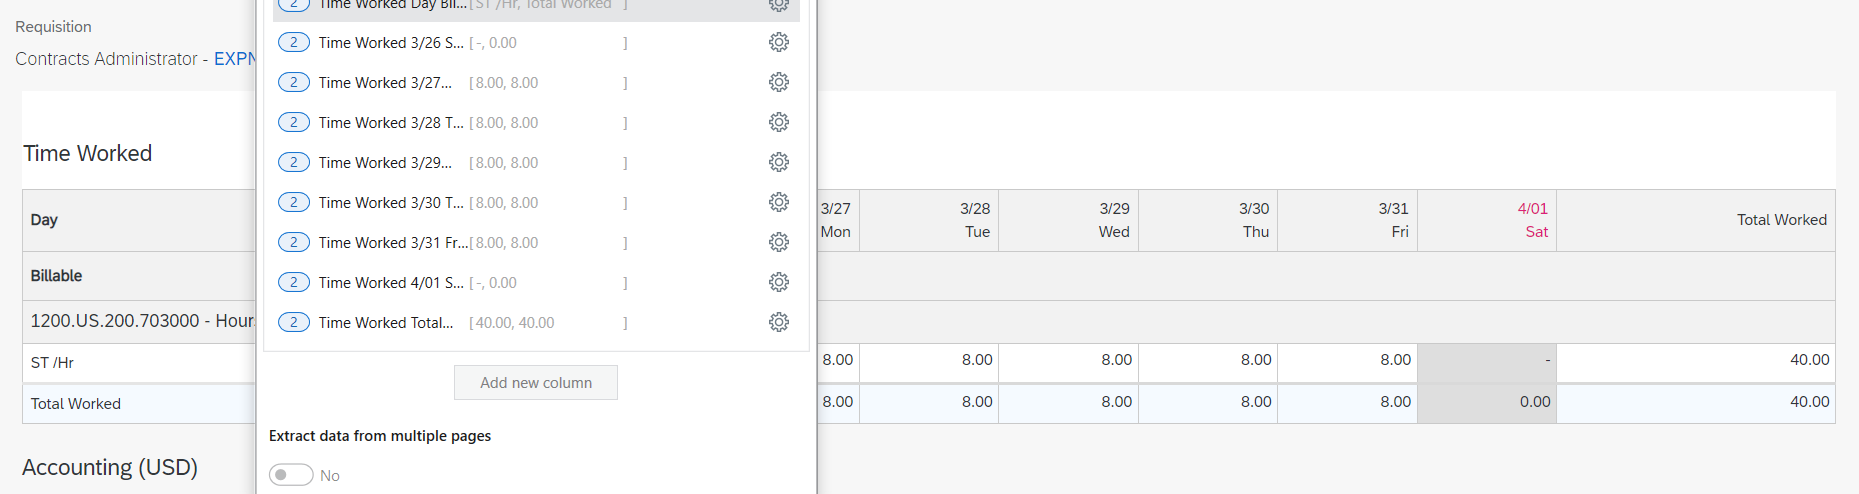 Requisition
Contracts Administrator - EXPN
Time Worked
Day
Billable
1200.US.200.703000 - Hour
ST /Hr
Total Worked
Accounting (USD)
2 Time Worked Day Bil... [ ST /Hr, Total Worked ]
2 Time Worked 3/26 S... [ -, 0.00 ]
2 Time Worked 3/27... [ 8.00, 8.00 ]
2 Time Worked 3/28 T... [ 8.00, 8.00 ]
2 Time Worked 3/29... [ 8.00, 8.00 ]
2 Time Worked 3/30 T... [ 8.00, 8.00 ]
2 Time Worked 3/31 Fr... [ 8.00, 8.00 ]
2 Time Worked 4/01 S... [ -, 0.00 ]
2 Time Worked Total... [ 40.00, 40.00 ]
Add new column
Extract data from multiple pages
No
3/27 3/28 3/29 3/30 3/31 4/01
Mon Tue Wed Thu Fri Sat Total Worked
8.00 8.00 8.00 8.00 8.00 - 40.00
8.00 8.00 8.00 8.00 8.00 0.00 40.00